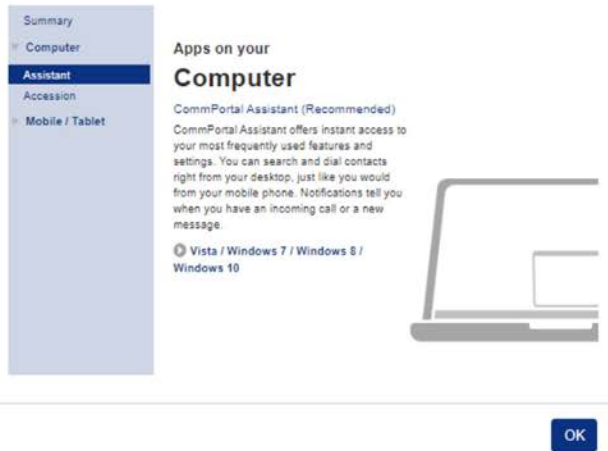 Summary
Computer
Assistant
Accession
Mobile / Tablet
Apps on your
Computer
CommPortal Assistant (Recommended)
CommPortal Assistant offers instant access to
your most frequently used features and
settings. You can search and dial contacts
right from your desktop, just like you would
from your mobile phone. Notifications tell you
when you have an incoming call or a new
message.
Vista / Windows 7 / Windows 8 /
Windows 10
OK